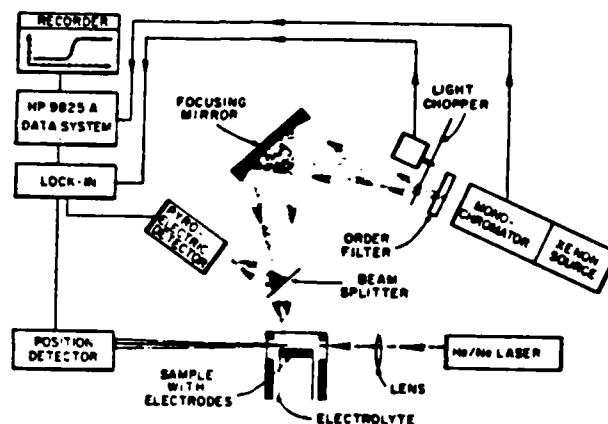 RECORDER
HP 9825 A
DATA SYSTEM
LOCK-IN
FOCUSING
MIRROR
LIGHT
CHOPPER
PYRO-
ELECTRIC
DETECTOR
ORDER
FILTER
MONO-
CHROMATOR
XENON
SOURCE
BEAM
SPLITTER
POSITION
DETECTOR
He/Ne LASER
LENS
SAMPLE
WITH
ELECTRODES
ELECTROLYTE